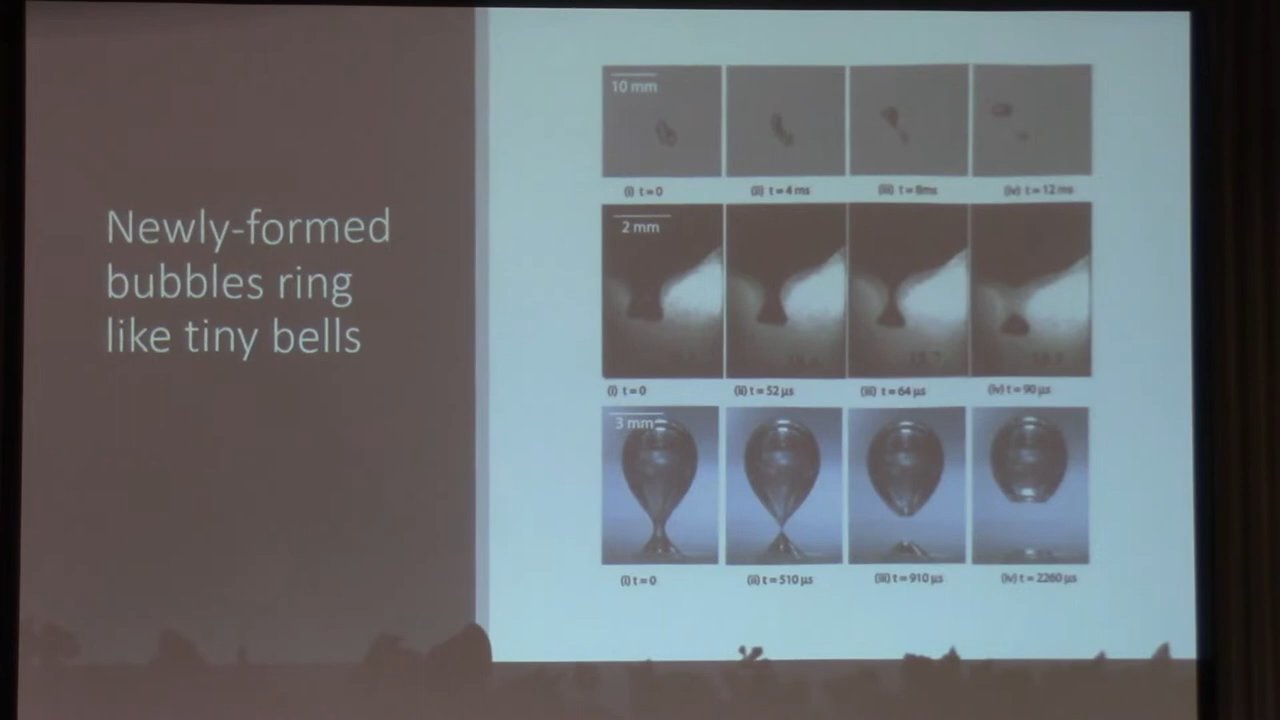 Newly-formed
bubbles ring
like tiny bells
10 mm
(i) t=0
(ii) t=4 ms
(iii) t=8ms
(iv) t=12 ms
2 mm
(i) t=0
(ii) t=52 µs
(iii) t=64 µs
(iv) t=90 µs
3 mm
(i) t=0
(ii) t=510 µs
(iii) t=910 µs
(iv) t=2260 µs